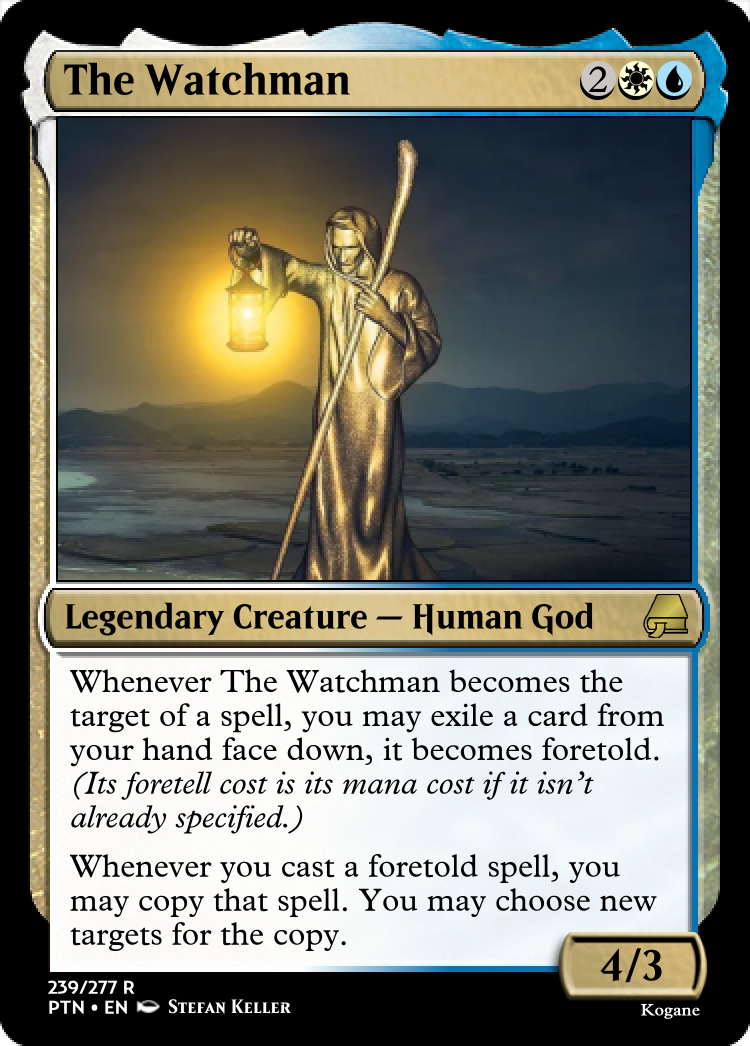 The Watchman 2
Legendary Creature — Human God
Whenever The Watchman becomes the
target of a spell, you may exile a card from
your hand face down, it becomes foretold.
(Its foretell cost is its mana cost if it isn't
already specified.)
Whenever you cast a foretold spell, you
may copy that spell. You may choose new
targets for the copy.
4/3
239/277 R
PTN • EN STEFAN KELLER
Kogane